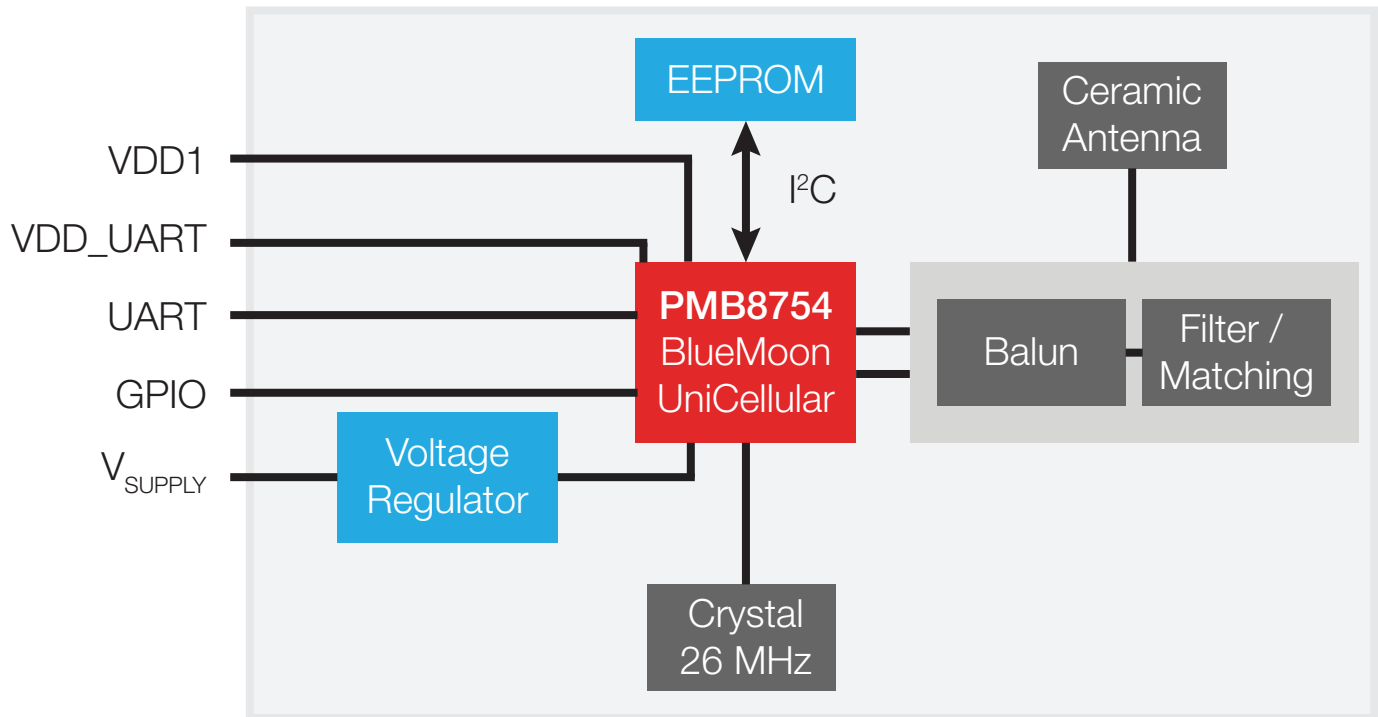 EEPROM
Ceramic
Antenna
VDD1
I²C
VDD_UART
UART
PMB8754
BlueMoon
UniCellular
Balun
Filter /
Matching
GPIO
V SUPPLY
Voltage
Regulator
Crystal
26 MHz